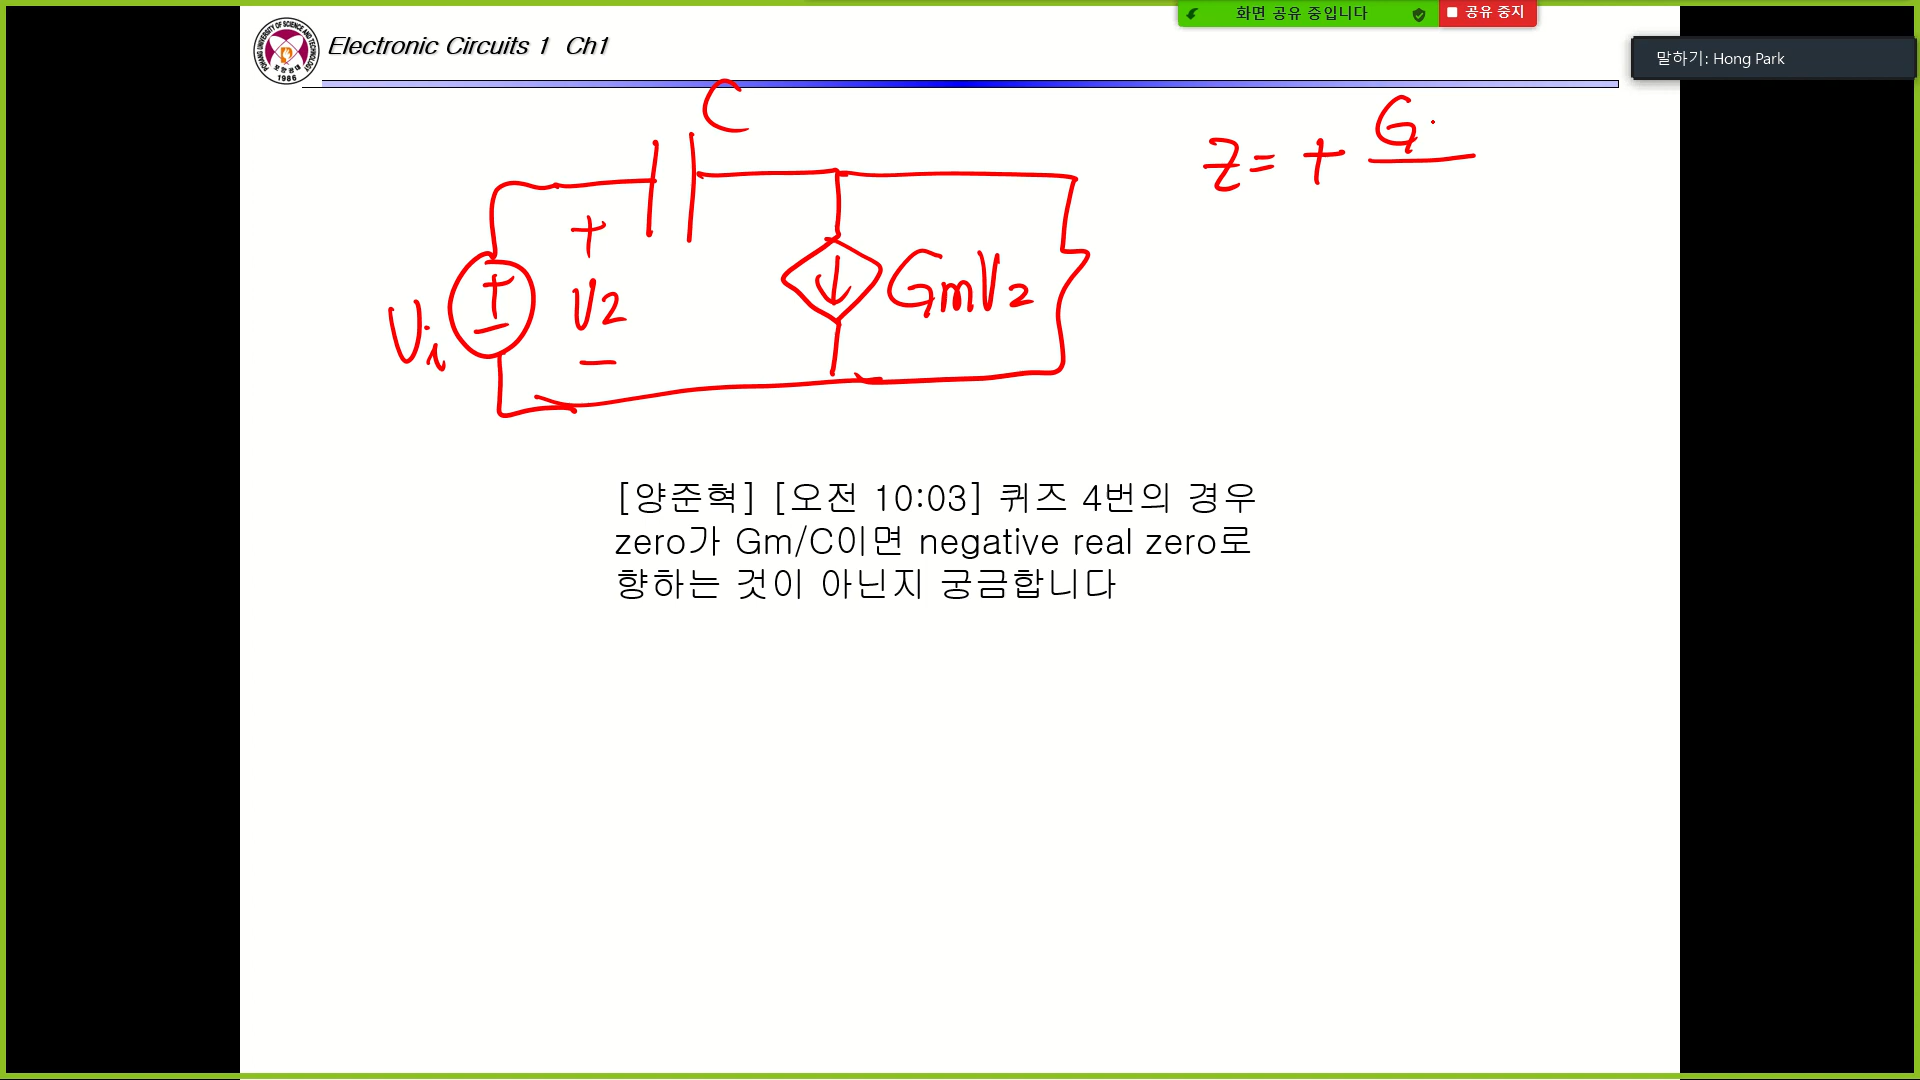 화면 공유 중입니다
공유 중지
Electronic Circuits 1 Ch1
말하기: Hong Park
1986
C
z= + G
+
V2
−
Vi
+
−
GmV2
[양준혁] [오전 10:03] 퀴즈 4번의 경우
zero가 Gm/C이면 negative real zero로
향하는 것이 아닌지 궁금합니다